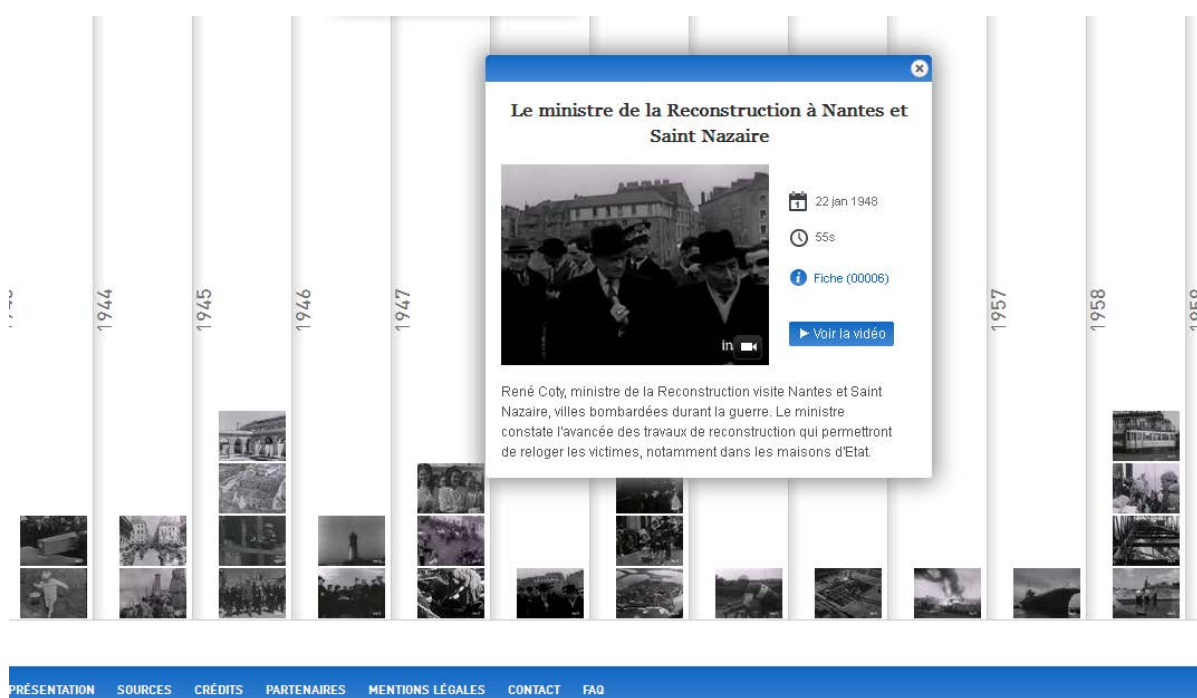 Le ministre de la Reconstruction à Nantes et
Saint Nazaire
22 jan 1948
55s
Fiche (00006)
Voir la vidéo
René Coty, ministre de la Reconstruction visite Nantes et Saint
Nazaire, villes bombardées durant la guerre. Le ministre
constate l'avancée des travaux de reconstruction qui permettront
de reloger les victimes, notamment dans les maisons d'Etat.
1944
1945
1946
1947
1957
1958
PRÉSENTATION SOURCES CRÉDITS PARTENAIRES MENTIONS LÉGALES CONTACT FAQ